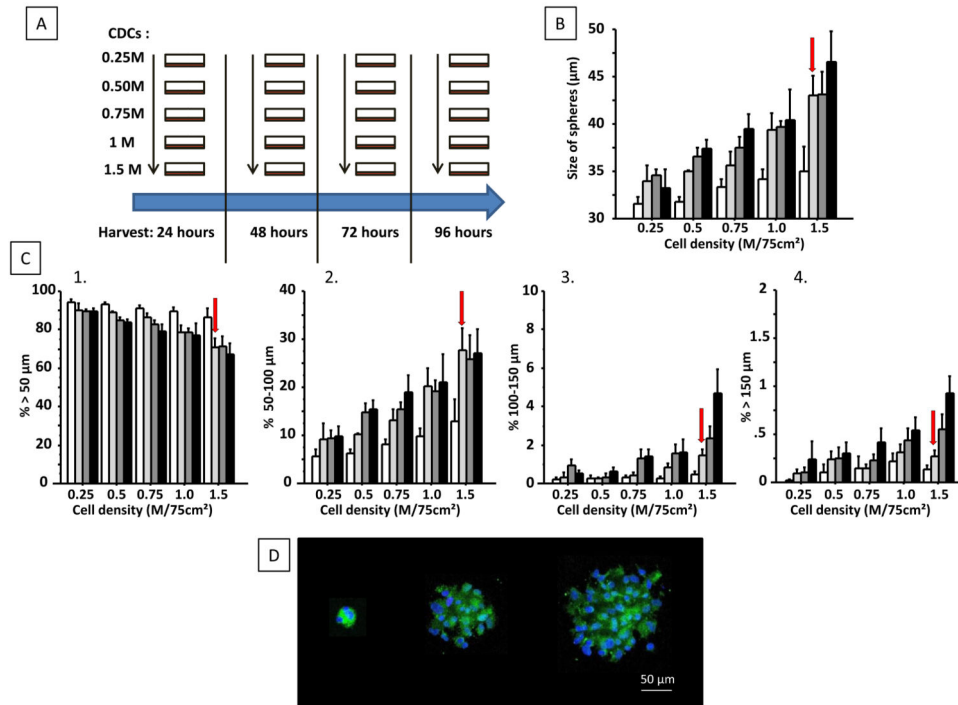 A
CDCs :
0.25M
0.50M
0.75M
1 M
1.5 M
Harvest: 24 hours 48 hours 72 hours 96 hours
B
Size of spheres (µm)
50
45
40
35
30
0.25 0.5 0.75 1.0 1.5
Cell density (M/75cm²)
C
1.
% > 50 µm
100
80
60
40
20
0
0.25 0.5 0.75 1.0 1.5
Cell density (M/75cm²)
2.
% 50-100 µm
40
30
20
10
0
0.25 0.5 0.75 1.0 1.5
Cell density (M/75cm²)
3.
% 100-150 µm
10
8
6
4
2
0
0.25 0.5 0.75 1.0 1.5
Cell density (M/75cm²)
4.
% > 150 µm
2
1.5
1
.5
0
0.25 0.5 0.75 1.0 1.5
Cell density (M/75cm²)
D
50 µm